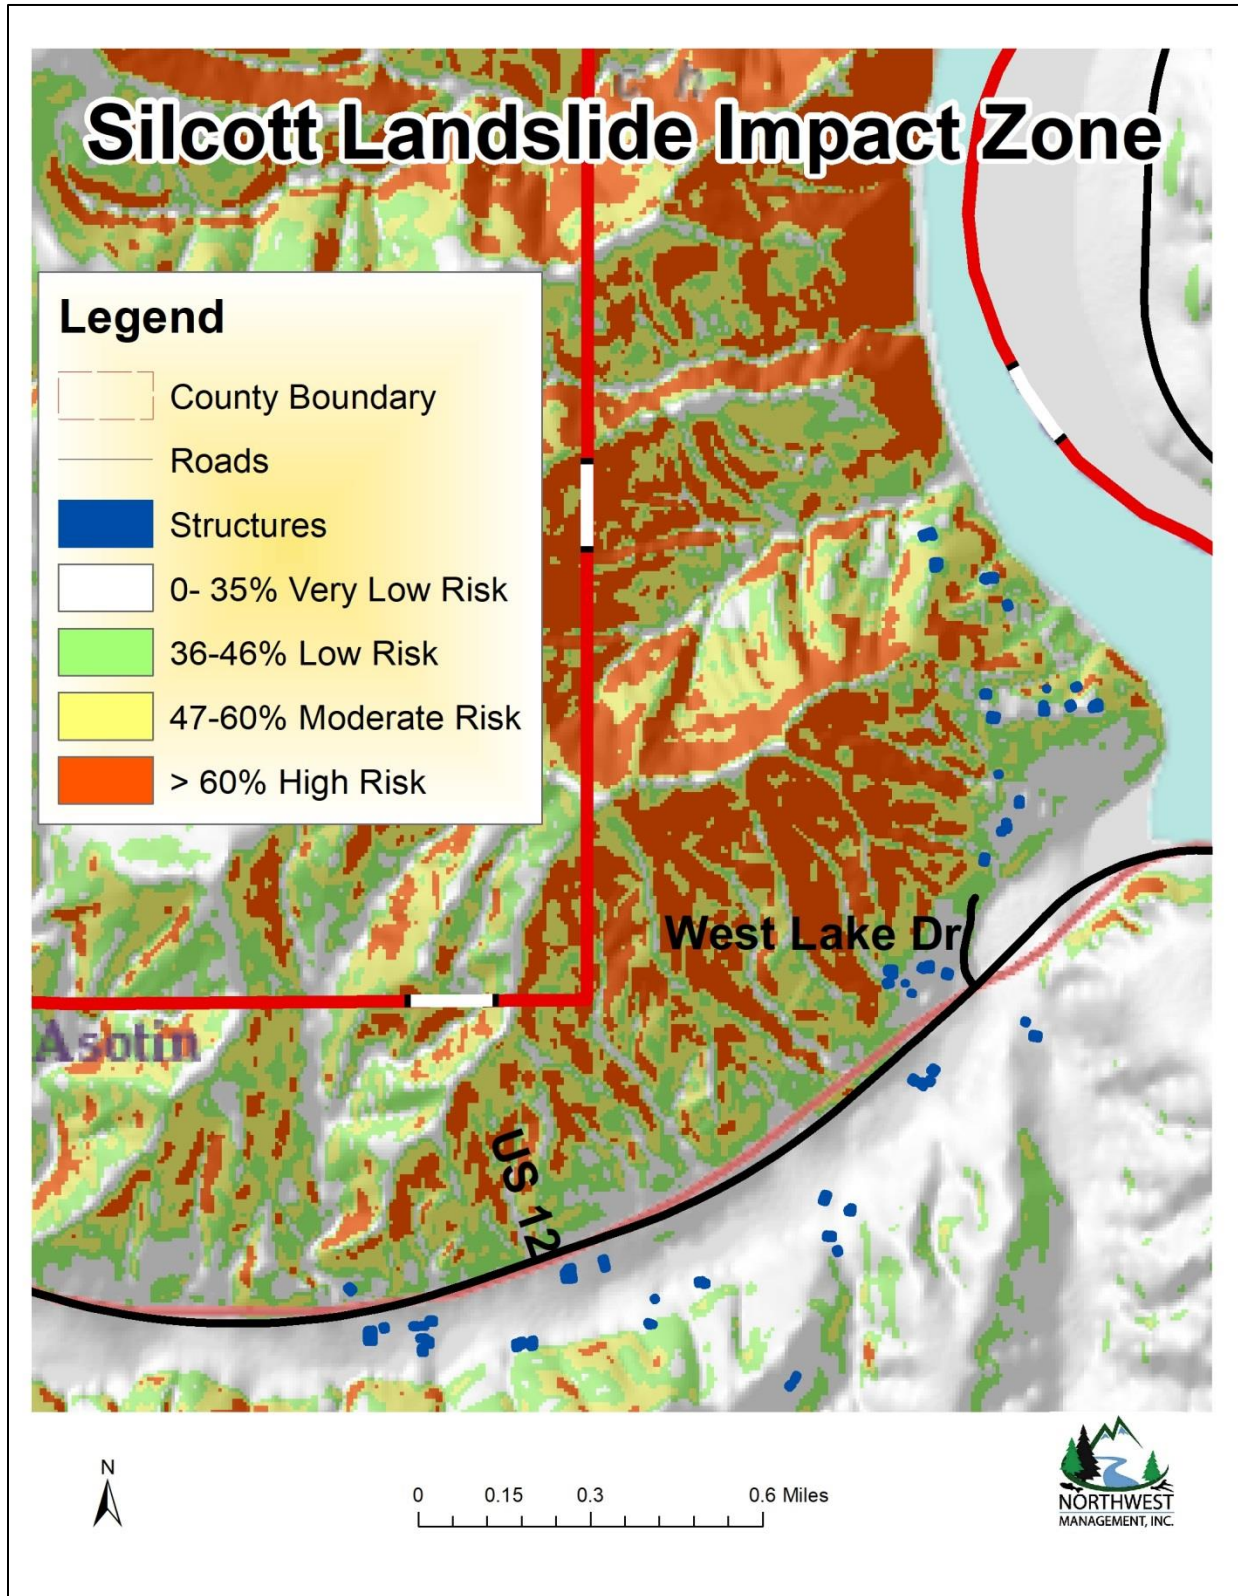 c h
Silcott Landslide Impact Zone
Legend
County Boundary
Roads
Structures
0- 35% Very Low Risk
36-46% Low Risk
47-60% Moderate Risk
> 60% High Risk
West Lake Dr
Asotin
US 12
N
0 0.15 0.3 0.6 Miles
NORTHWEST
MANAGEMENT, INC.